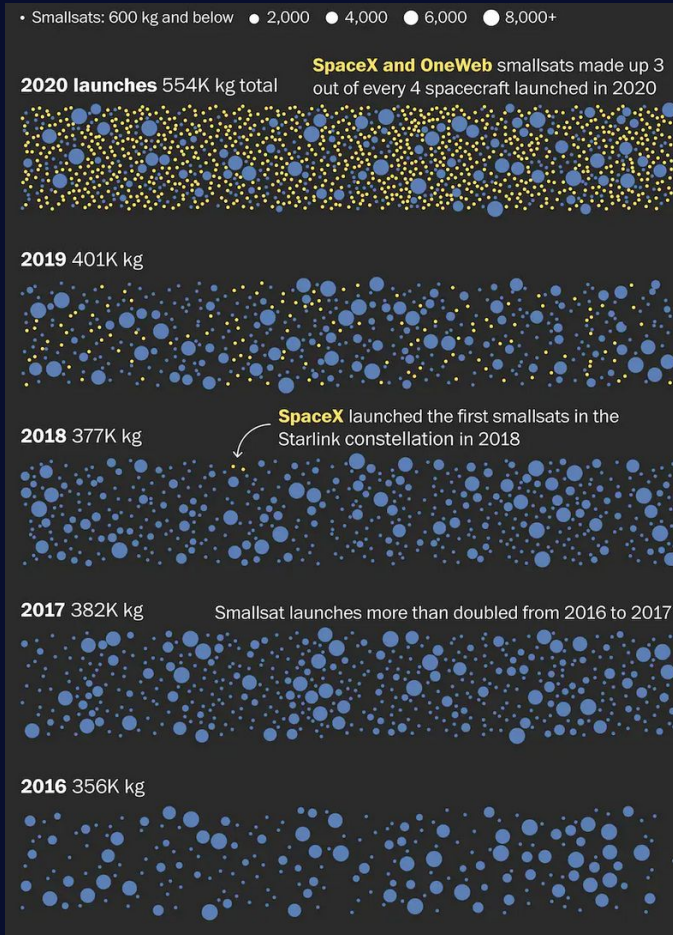 Smallsats: 600 kg and below 2,000 4,000 6,000 8,000+
SpaceX and OneWeb smallsats made up 3
out of every 4 spacecraft launched in 2020
2020 launches 554K kg total
2019 401K kg
SpaceX launched the first smallsats in the
Starlink constellation in 2018
2018 377K kg
2017 382K kg
Smallsat launches more than doubled from 2016 to 2017
2016 356K kg